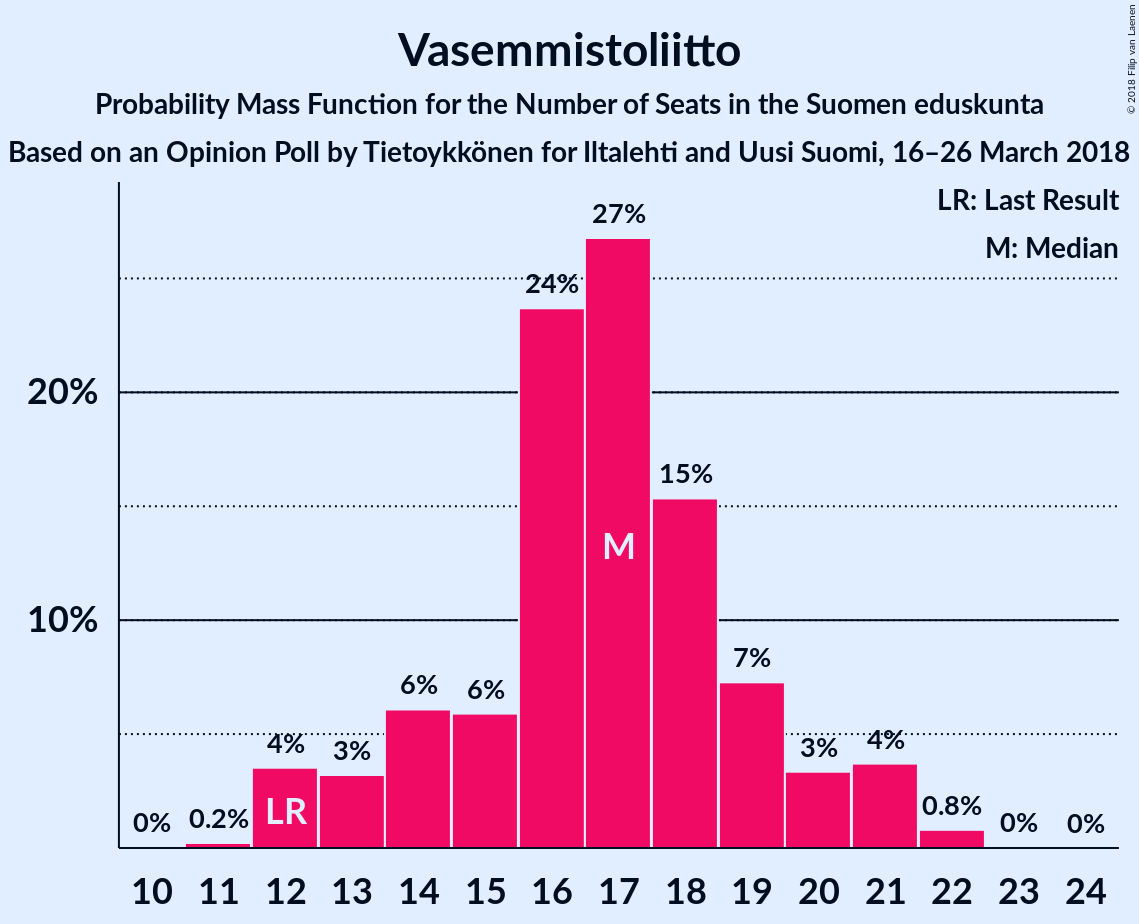 Vasemmistoliitto
Probability Mass Function for the Number of Seats in the Suomen eduskunta
Based on an Opinion Poll by Tietoykkönen for Iltalehti and Uusi Suomi, 16–26 March 2018
© 2018 Filip van Laenen
LR: Last Result
M: Median
20%
10%
0%
0.2%
4%
3%
6%
6%
24%
27%
15%
7%
3%
4%
0.8%
0%
0%
LR
M
10 11 12 13 14 15 16 17 18 19 20 21 22 23 24